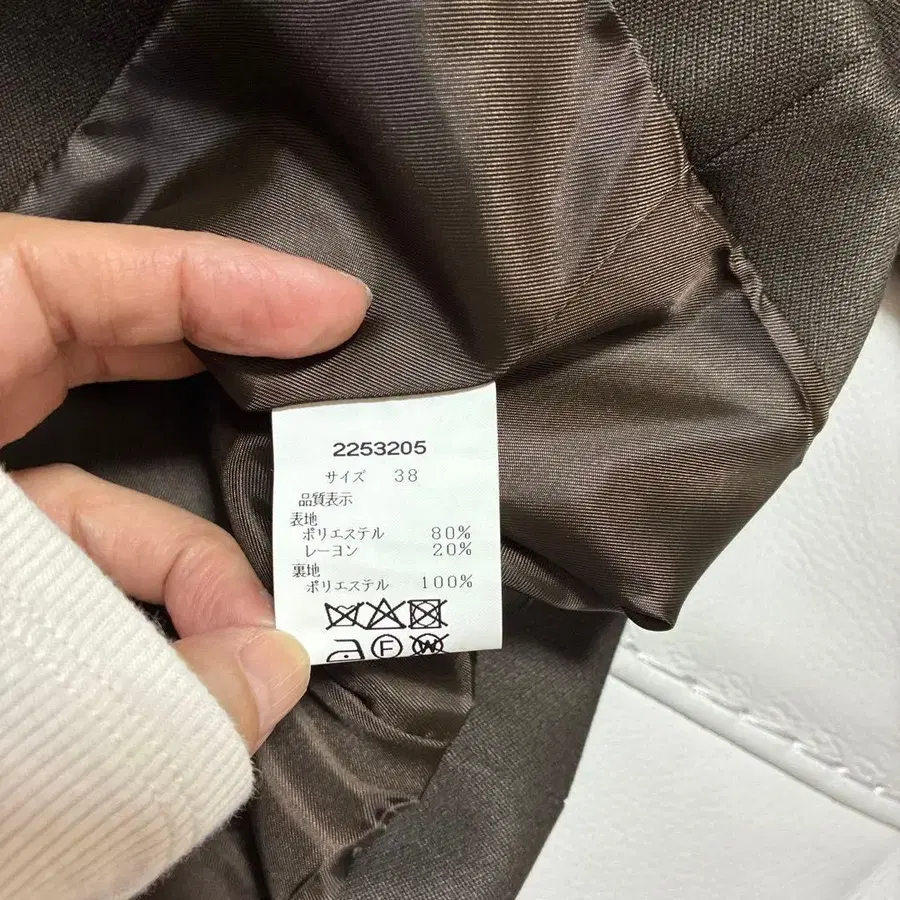 2253205
サイズ 38
品質表示
表地
ポリエステル 80%
レーヨン 20%
裏地
ポリエステル 100%
F W